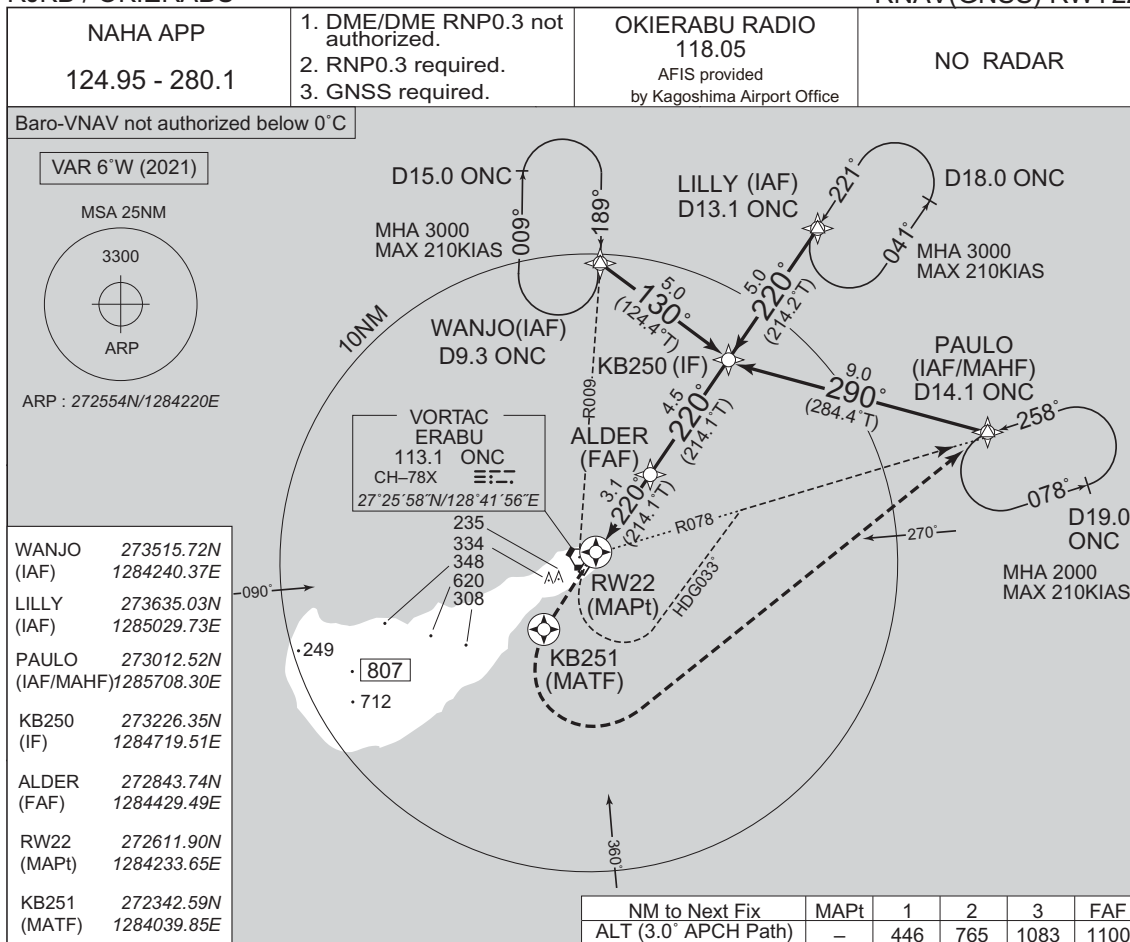 NAHA APP
124.95 - 280.1
1. DME/DME RNP0.3 not
authorized.
2. RNP0.3 required.
3. GNSS required.
OKIERABU RADIO
118.05
AFIS provided
by Kagoshima Airport Office
NO RADAR
Baro-VNAV not authorized below 0˚C
VAR 6˚W (2021)
MSA 25NM
3300
ARP
ARP : 272554N/1284220E
D15.0 ONC
009˚
189˚
MHA 3000
MAX 210KIAS
LILLY (IAF)
D13.1 ONC
221˚
D18.0 ONC
041˚
MHA 3000
MAX 210KIAS
10NM
WANJO(IAF)
D9.3 ONC
5.0
130˚
(124.4˚T)
5.0
220˚
(214.2˚T)
KB250 (IF)
PAULO
(IAF/MAHF)
D14.1 ONC
9.0
290˚
(284.4˚T)
258˚
078˚
D19.0
ONC
MHA 2000
MAX 210KIAS
R009
4.5
220˚
(214.1˚T)
VORTAC
ERABU
113.1 ONC
CH–78X
27˚25´58˝N/128˚41´56˝E
ALDER
(FAF)
3.1
220˚
(214.1˚T)
R078
HDG033˚
270˚
235
334
348
620
308
RW22
(MAPt)
090˚
KB251
(MATF)
249
807
712
360˚
WANJO 273515.72N
(IAF) 1284240.37E
LILLY 273635.03N
(IAF) 1285029.73E
PAULO 273012.52N
(IAF/MAHF) 1285708.30E
KB250 273226.35N
(IF) 1284719.51E
ALDER 272843.74N
(FAF) 1284429.49E
RW22 272611.90N
(MAPt) 1284233.65E
KB251 272342.59N
(MATF) 1284039.85E
NM to Next Fix MAPt 1 2 3 FAF
ALT (3.0˚ APCH Path) – 446 765 1083 1100